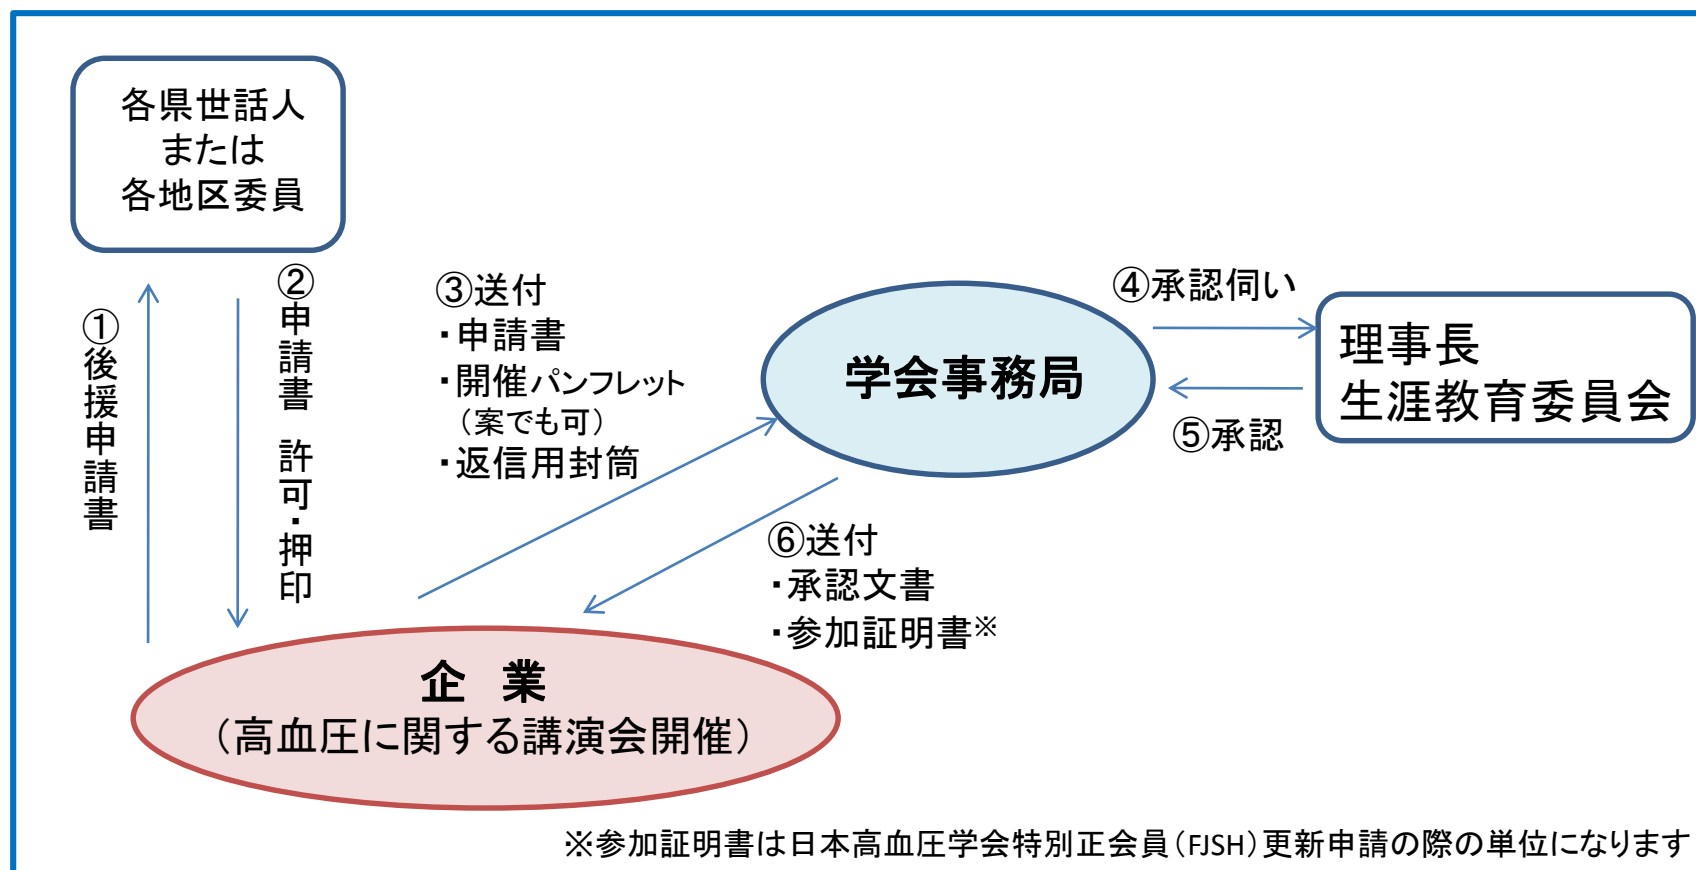 各県世話人
または
各地区委員
①後援申請書
②申請書 許可・押印
③送付
・申請書
・開催パンフレット
（案でも可）
・返信用封筒
学会事務局
④承認伺い
⑤承認
理事長
生涯教育委員会
⑥送付
・承認文書
・参加証明書※
企 業
（高血圧に関する講演会開催）
※参加証明書は日本高血圧学会特別正会員（FJSH）更新申請の際の単位になります